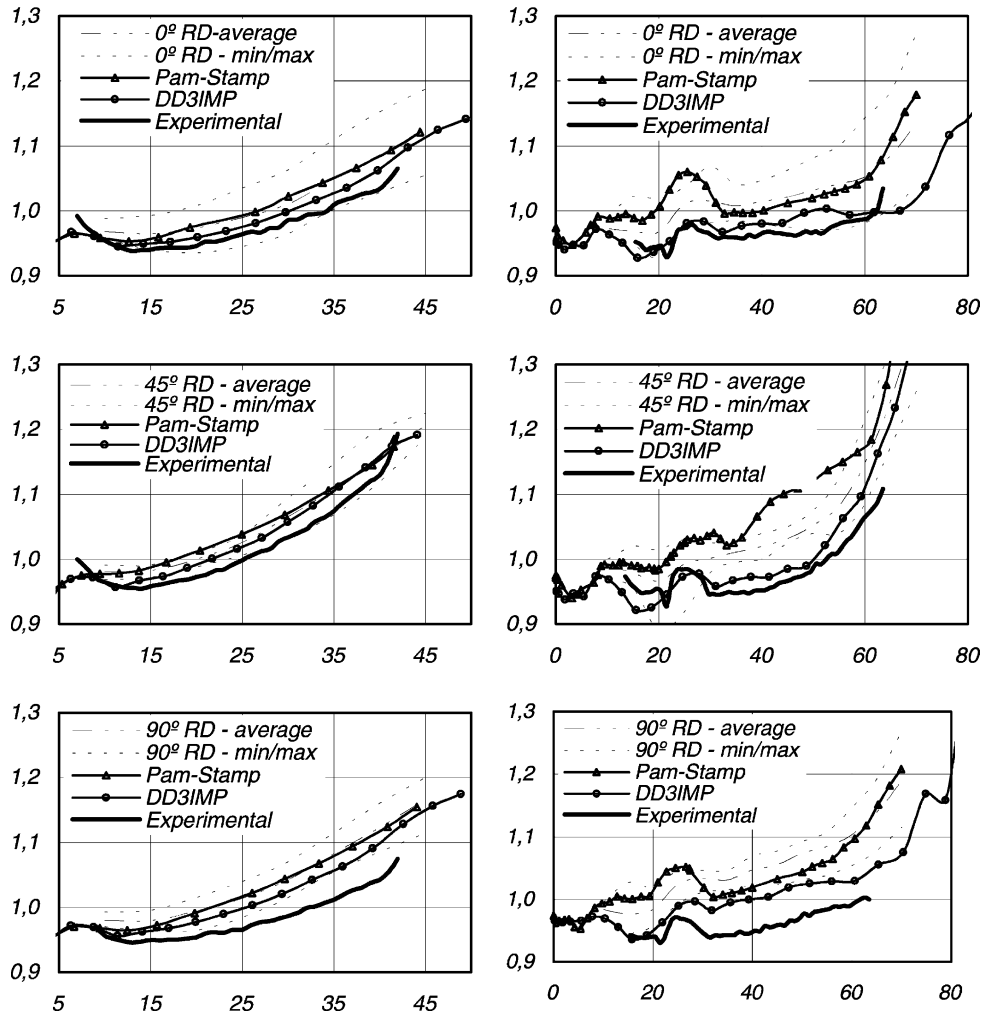 1,3
1,2
1,1
1,0
0,9
0º RD-average
0º RD - min/max
Pam-Stamp
DD3IMP
Experimental
5 15 25 35 45
1,3
1,2
1,1
1,0
0,9
0º RD - average
0º RD - min/max
Pam-Stamp
DD3IMP
Experimental
0 20 40 60 80
1,3
1,2
1,1
1,0
0,9
45º RD - average
45º RD - min/max
Pam-Stamp
DD3IMP
Experimental
5 15 25 35 45
1,3
1,2
1,1
1,0
0,9
45º RD - average
45º RD - min/max
Pam-Stamp
DD3IMP
Experimental
0 20 40 60 80
1,3
1,2
1,1
1,0
0,9
90º RD - average
90º RD - min/max
Pam-Stamp
DD3IMP
Experimental
5 15 25 35 45
1,3
1,2
1,1
1,0
0,9
90º RD - average
90º RD - min/max
Pam-Stamp
DD3IMP
Experimental
0 20 40 60 80